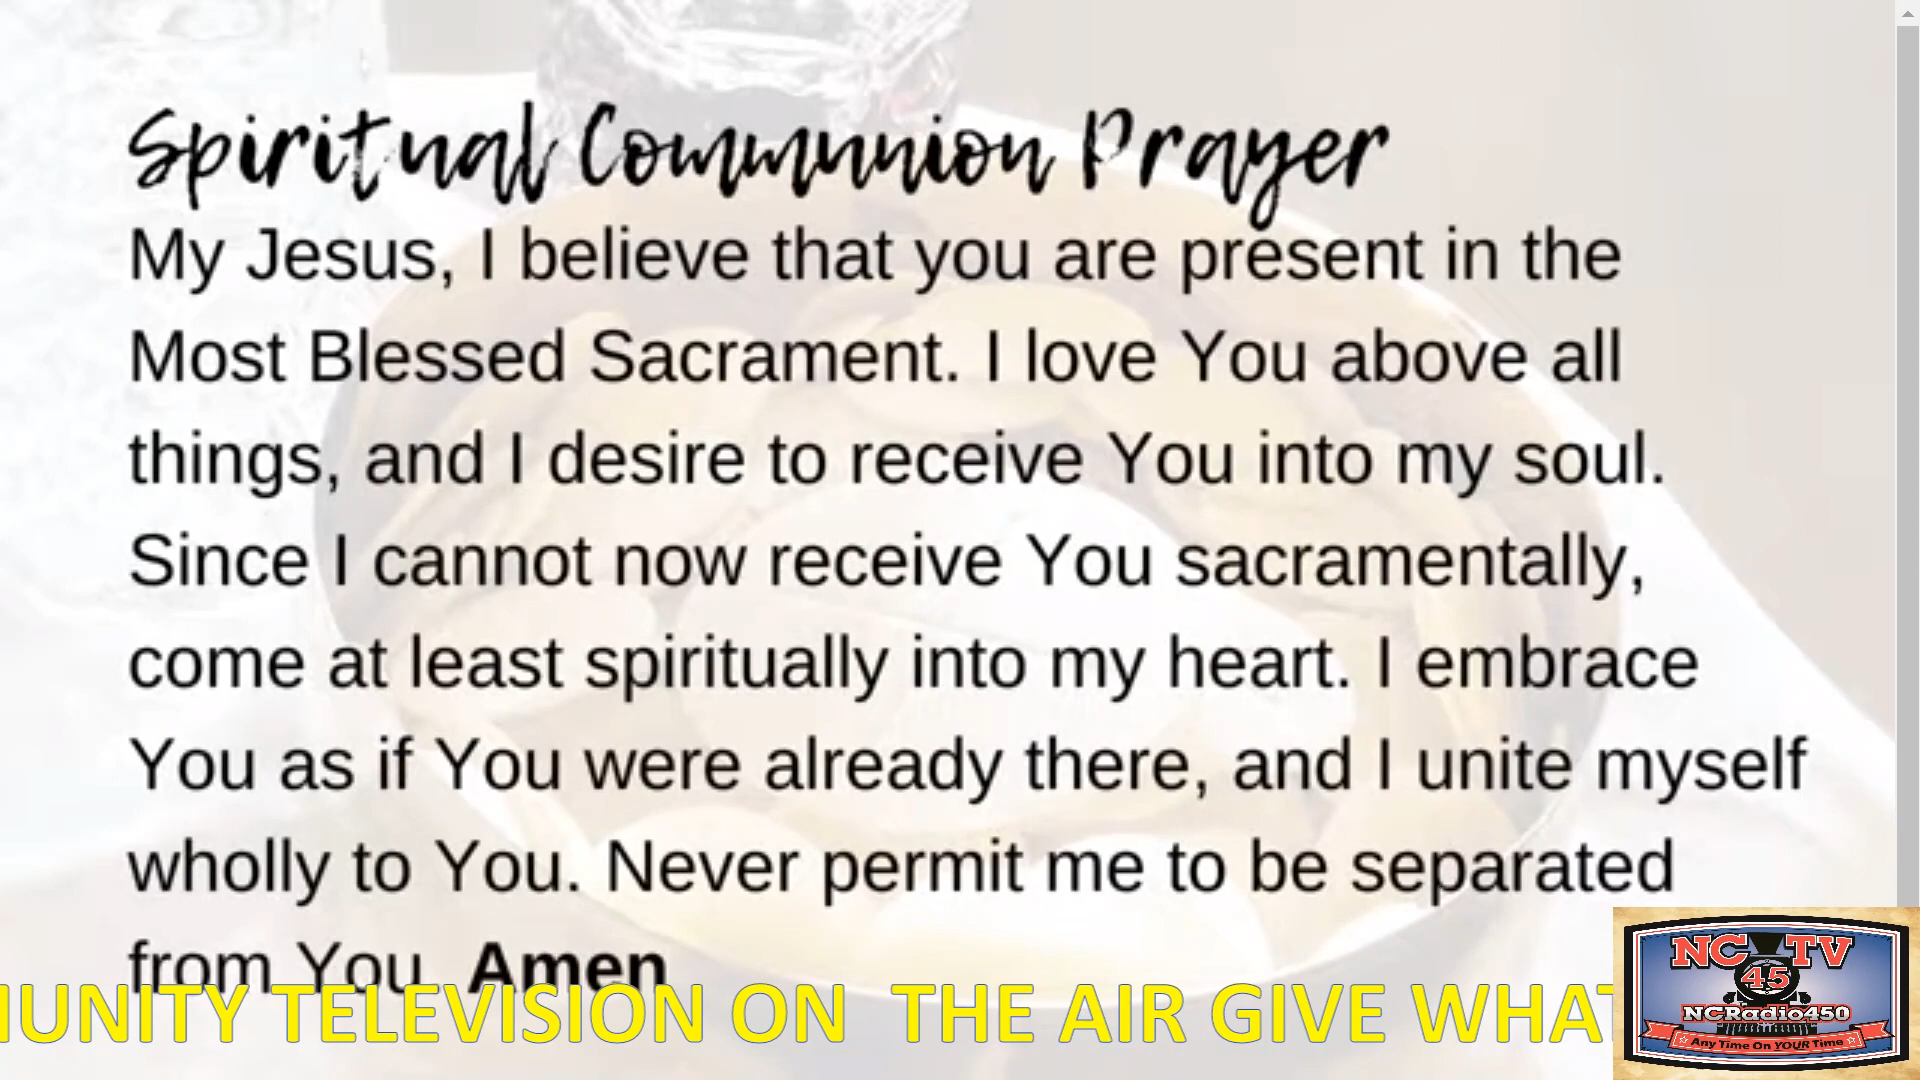 Spiritual Communion Prayer
My Jesus, I believe that you are present in the
Most Blessed Sacrament. I love You above all
things, and I desire to receive You into my soul.
Since I cannot now receive You sacramentally,
come at least spiritually into my heart. I embrace
You as if You were already there, and I unite myself
wholly to You. Never permit me to be separated
from You. Amen
UNITY TELEVISION ON THE AIR GIVE WHAT
NC TV
45
NCRadio450
Any Time On YOUR Time